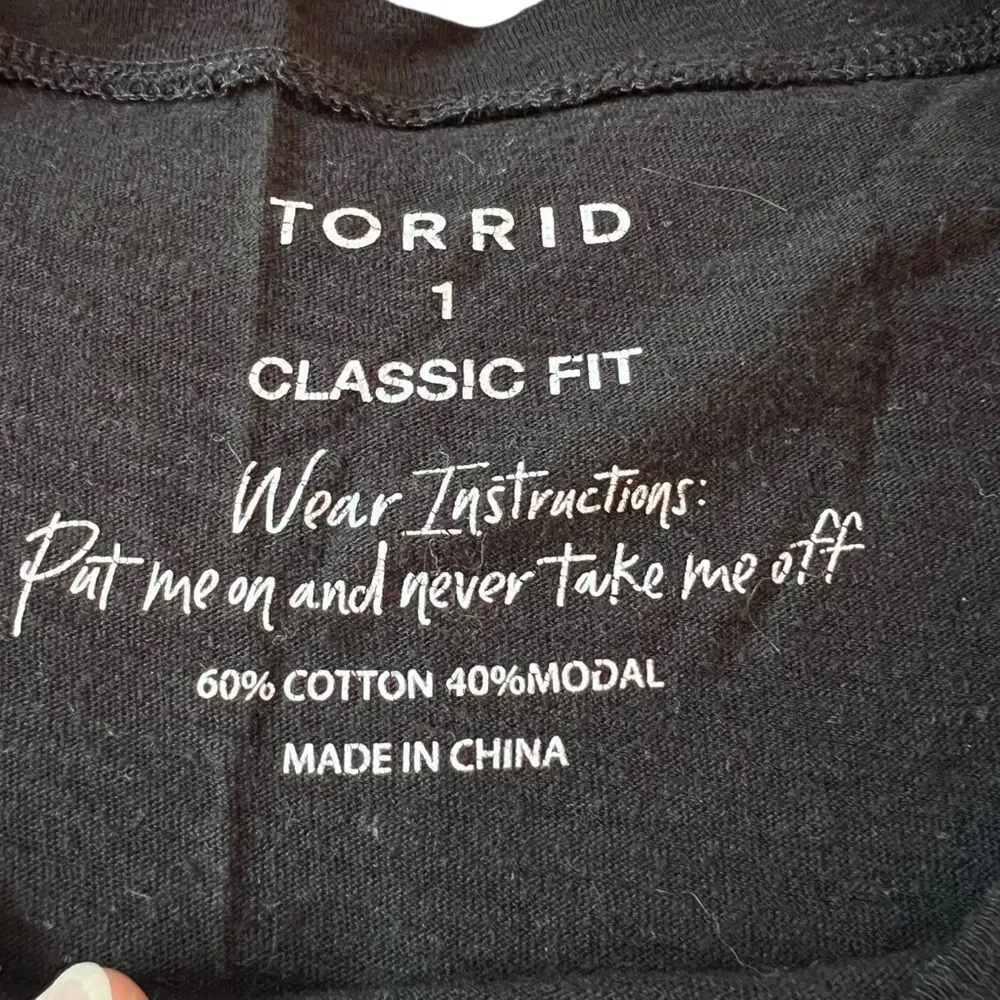 TORRID
1
CLASSIC FIT
Wear Instructions:
Put me on and never take me off
60% COTTON 40%MODAL
MADE IN CHINA